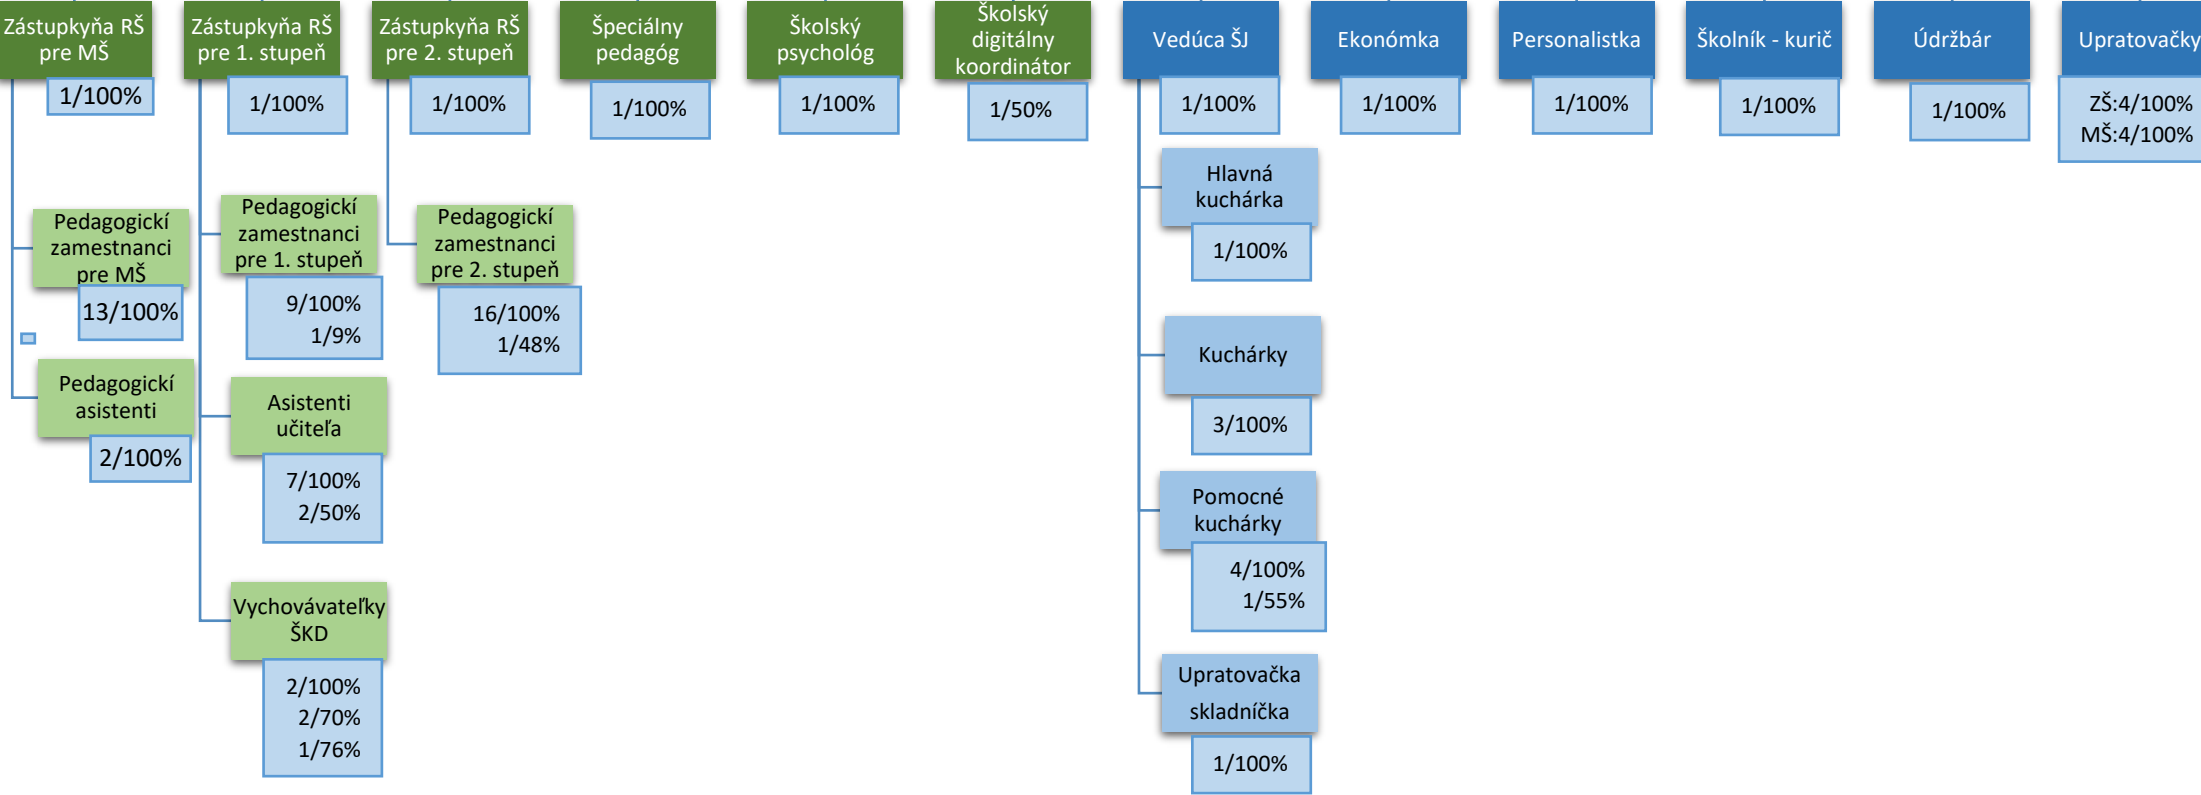 Zástupkyňa RŠ
pre MŠ
1/100%
Zástupkyňa RŠ
pre 1. stupeň
1/100%
Zástupkyňa RŠ
pre 2. stupeň
1/100%
Špeciálny
pedagóg
1/100%
Školský
psychológ
1/100%
Školský
digitálny
koordinátor
1/50%
Vedúca ŠJ
1/100%
Ekonómka
1/100%
Personalistka
1/100%
Školník - kurič
1/100%
Údržbár
1/100%
Upratovačky
ZŠ:4/100%
MŠ:4/100%
Pedagogickí
zamestnanci
pre MŠ
13/100%
Pedagogickí
asistenti
2/100%
Pedagogickí
zamestnanci
pre 1. stupeň
9/100%
1/9%
Asistenti
učiteľa
7/100%
2/50%
Vychovávateľky
ŠKD
2/100%
2/70%
1/76%
Pedagogickí
zamestnanci
pre 2. stupeň
16/100%
1/48%
Hlavná
kuchárka
1/100%
Kuchárky
3/100%
Pomocné
kuchárky
4/100%
1/55%
Upratovačka
skladníčka
1/100%